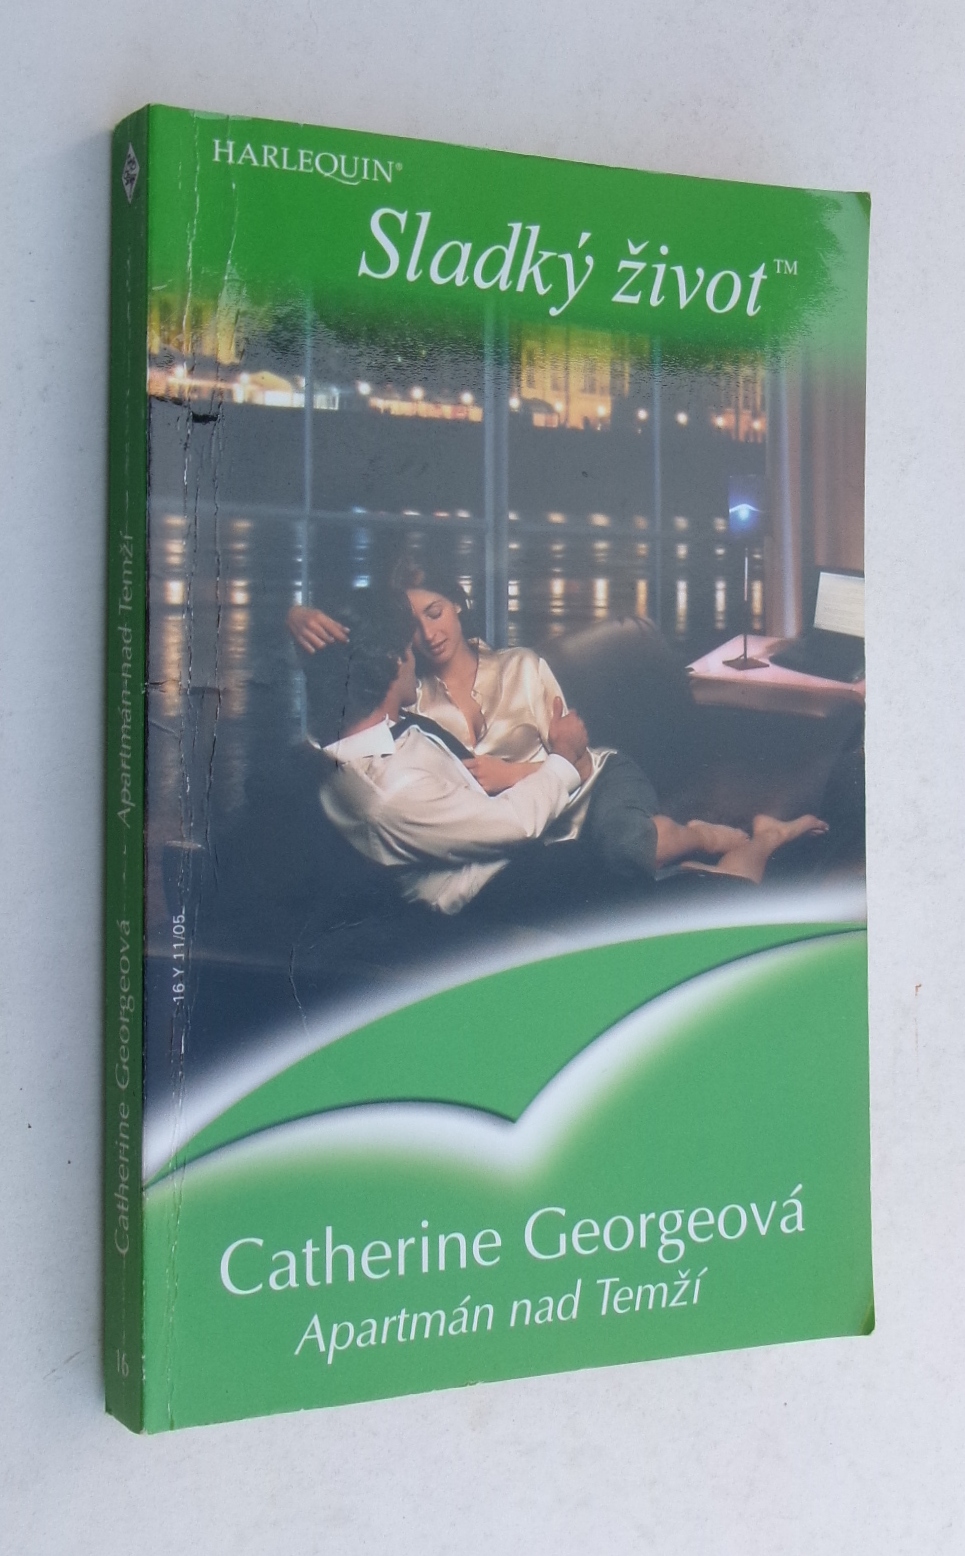 HARLEQUIN®
Sladký život™
16 Y 11/05
Catherine Georgeová
Apartmán nad Temží
Catherine Georgeová
Apartmán nad Temží
16